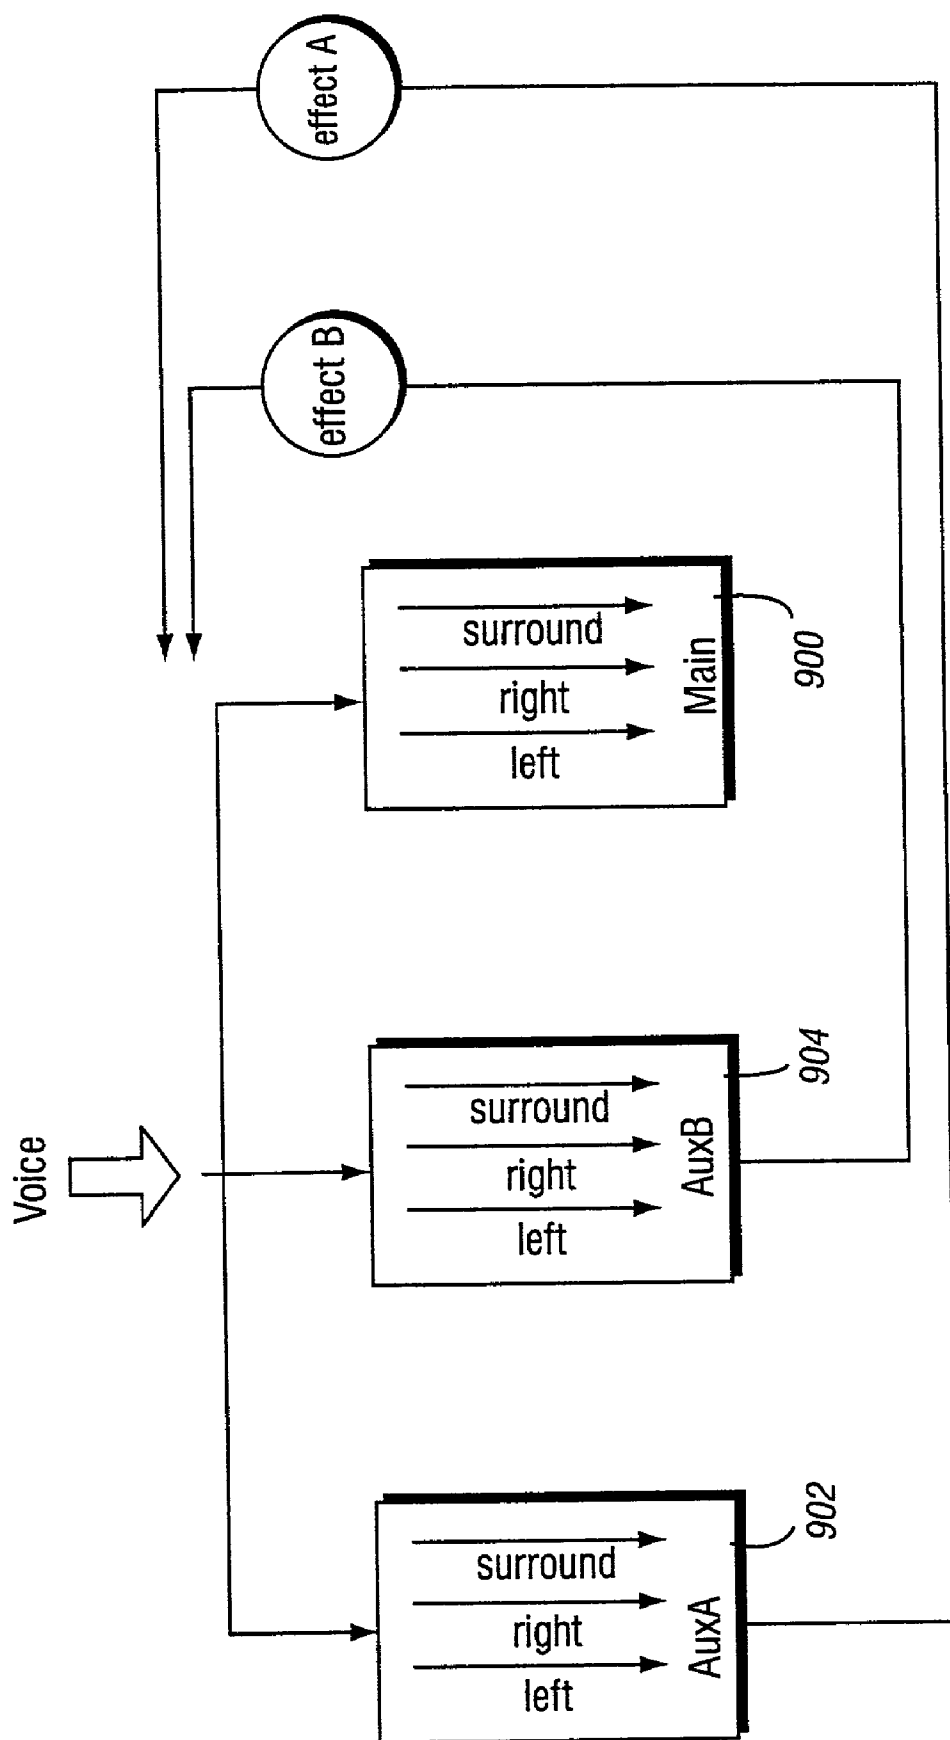 Voice
left
right
surround
AuxA
902
left
right
surround
AuxB
904
left
right
surround
Main
900
effect B
effect A